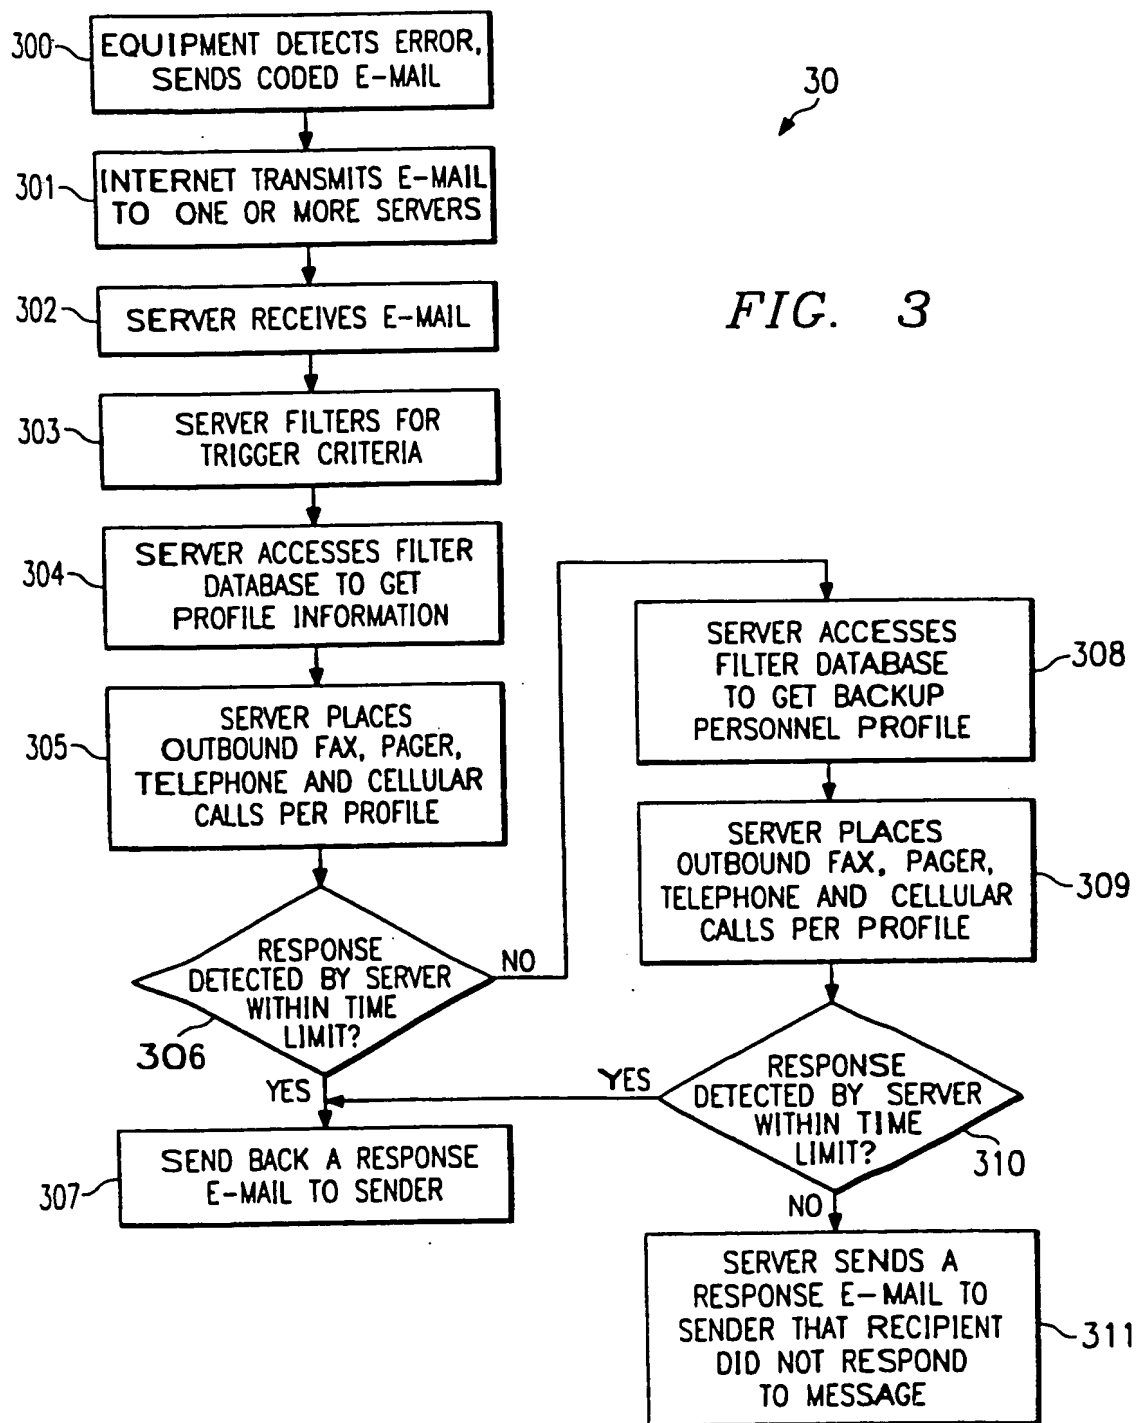 300
EQUIPMENT DETECTS ERROR,
SENDS CODED E-MAIL
30
301
INTERNET TRANSMITS E-MAIL
TO ONE OR MORE SERVERS
302
SERVER RECEIVES E-MAIL
FIG. 3
303
SERVER FILTERS FOR
TRIGGER CRITERIA
304
SERVER ACCESSES FILTER
DATABASE TO GET
PROFILE INFORMATION
305
SERVER PLACES
OUTBOUND FAX, PAGER,
TELEPHONE AND CELLULAR
CALLS PER PROFILE
RESPONSE
DETECTED BY SERVER
WITHIN TIME
LIMIT?
306
NO
YES
307
SEND BACK A RESPONSE
E-MAIL TO SENDER
SERVER ACCESSES
FILTER DATABASE
TO GET BACKUP
PERSONNEL PROFILE
308
SERVER PLACES
OUTBOUND FAX, PAGER,
TELEPHONE AND CELLULAR
CALLS PER PROFILE
309
RESPONSE
DETECTED BY SERVER
WITHIN TIME
LIMIT?
310
YES
NO
SERVER SENDS A
RESPONSE E-MAIL TO
SENDER THAT RECIPIENT
DID NOT RESPOND
TO MESSAGE
311